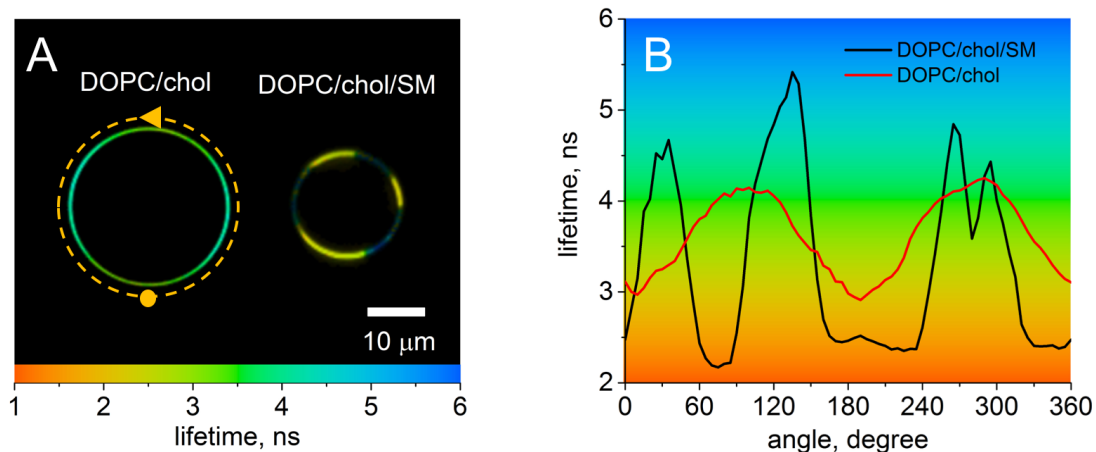 A
DOPC/chol
DOPC/chol/SM
10 μm
1 2 3 4 5 6
lifetime, ns
B
DOPC/chol/SM
DOPC/chol
6
5
4
3
2
lifetime, ns
0 60 120 180 240 300 360
angle, degree